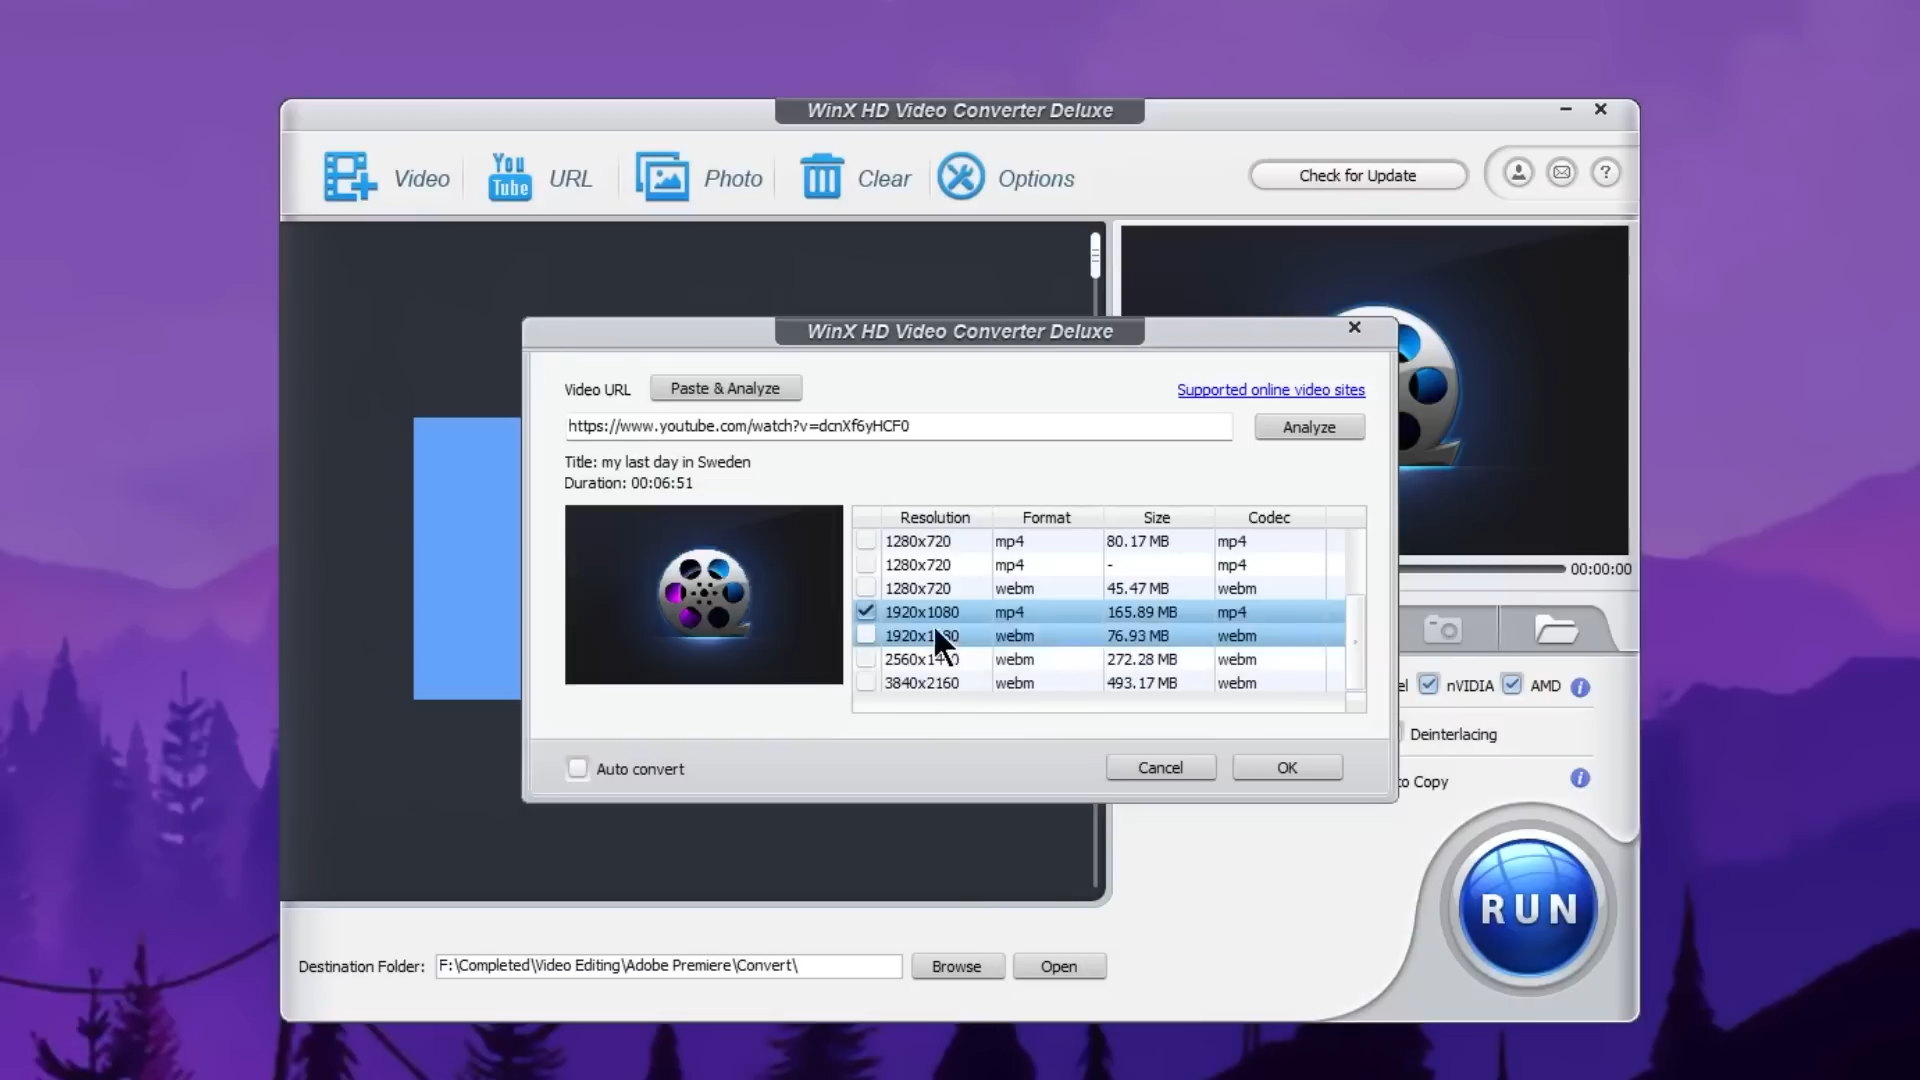 WinX HD Video Converter Deluxe
Video
You Tube URL
Photo
Clear
Options
Check for Update
?
WinX HD Video Converter Deluxe
Video URL
Paste & Analyze
Supported online video sites
https://www.youtube.com/watch?v=dcnXf6yHCF0
Analyze
Title: my last day in Sweden
Duration: 00:06:51
Resolution Format Size Codec
1280x720 mp4 80.17 MB mp4
1280x720 mp4 - mp4
1280x720 webm 45.47 MB webm
1920x1080 mp4 165.89 MB mp4
1920x1080 webm 76.93 MB webm
2560x1440 webm 272.28 MB webm
3840x2160 webm 493.17 MB webm
00:00:00
el nVIDIA AMD i
Deinterlacing
to Copy i
Auto convert
Cancel
OK
RUN
Destination Folder: F:\Completed\Video Editing\Adobe Premiere\Convert\
Browse
Open